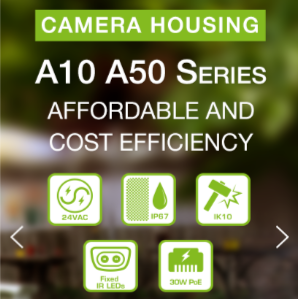 CAMERA HOUSING
A10 A50 SERIES
AFFORDABLE AND
COST EFFICIENCY
24VAC
IP67
IK10
Fixed
IR LEDs
30W PoE